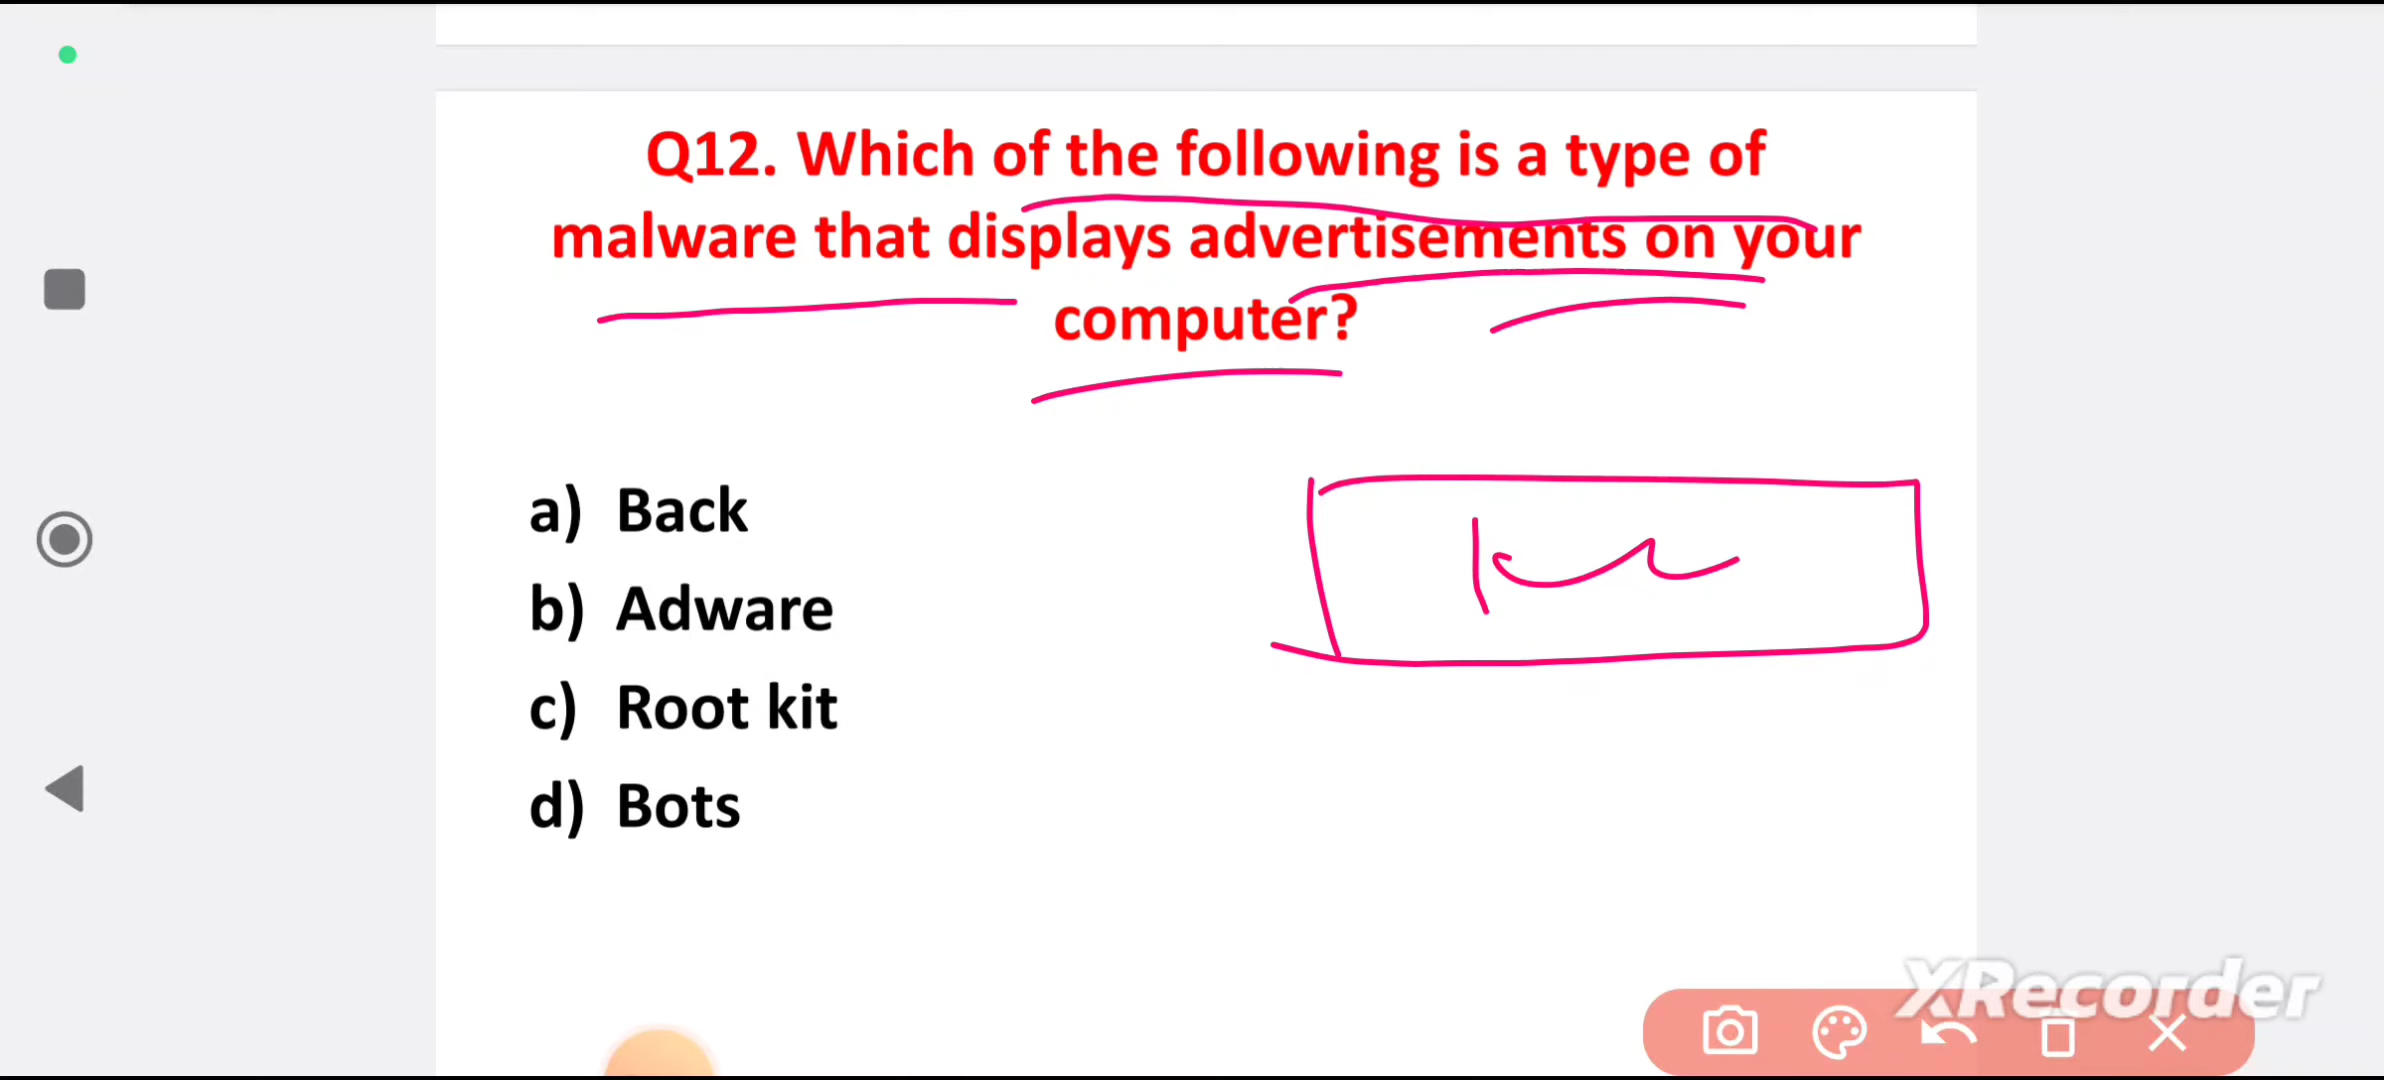 Q12. Which of the following is a type of
malware that displays advertisements on your
computer?
a) Back
b) Adware
c) Root kit
d) Bots
XRecorder